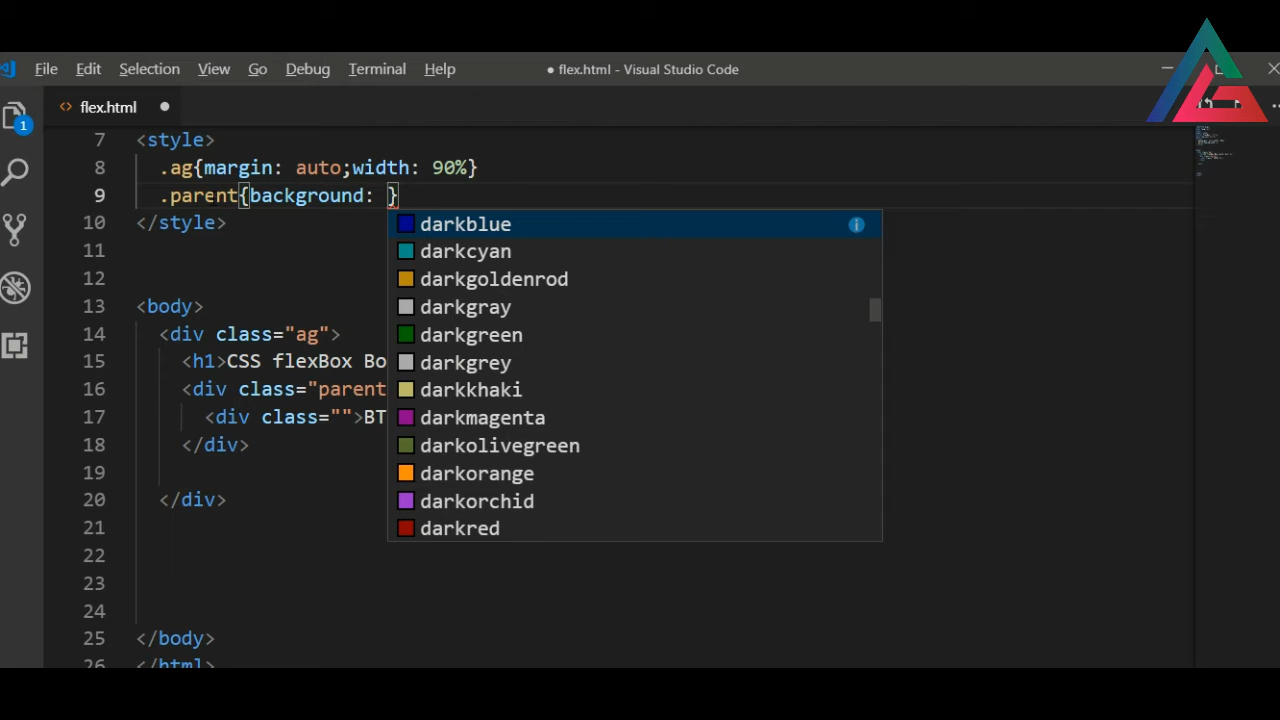 File Edit Selection View Go Debug Terminal Help ● flex.html - Visual Studio Code
<> flex.html ●
1
7 <style>
8 .ag{margin: auto;width: 90%}
9 .parent{background: }
10 </style>
11
12
13 <body>
14 <div class="ag">
15 <h1>CSS flexBox Bo
16 <div class="parent
17 <div class="">BT
18 </div>
19
20 </div>
21
22
23
24
25 </body>
26 </html>
darkblue
darkcyan
darkgoldenrod
darkgray
darkgreen
darkgrey
darkkhaki
darkmagenta
darkolivegreen
darkorange
darkorchid
darkred